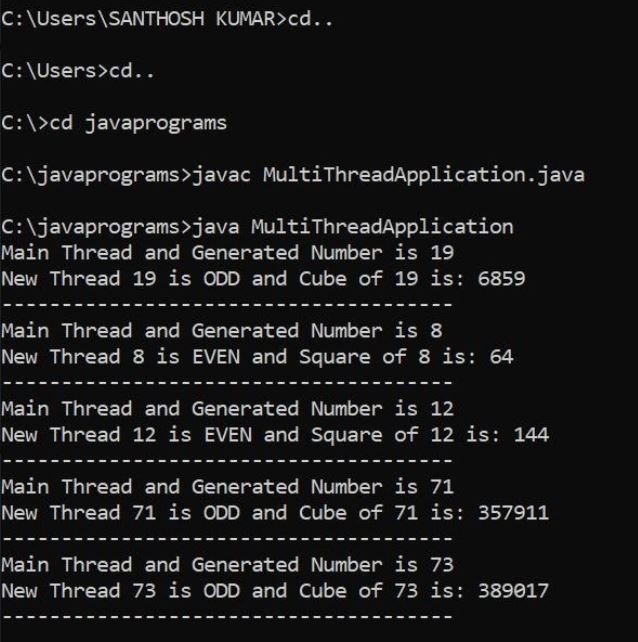 C:\Users\SANTHOSH KUMAR>cd..
C:\Users>cd..
C:\>cd javaprograms
C:\javaprograms>javac MultiThreadApplication.java
C:\javaprograms>java MultiThreadApplication
Main Thread and Generated Number is 19
New Thread 19 is ODD and Cube of 19 is: 6859
--------------------------------------
Main Thread and Generated Number is 8
New Thread 8 is EVEN and Square of 8 is: 64
--------------------------------------
Main Thread and Generated Number is 12
New Thread 12 is EVEN and Square of 12 is: 144
--------------------------------------
Main Thread and Generated Number is 71
New Thread 71 is ODD and Cube of 71 is: 357911
--------------------------------------
Main Thread and Generated Number is 73
New Thread 73 is ODD and Cube of 73 is: 389017
--------------------------------------